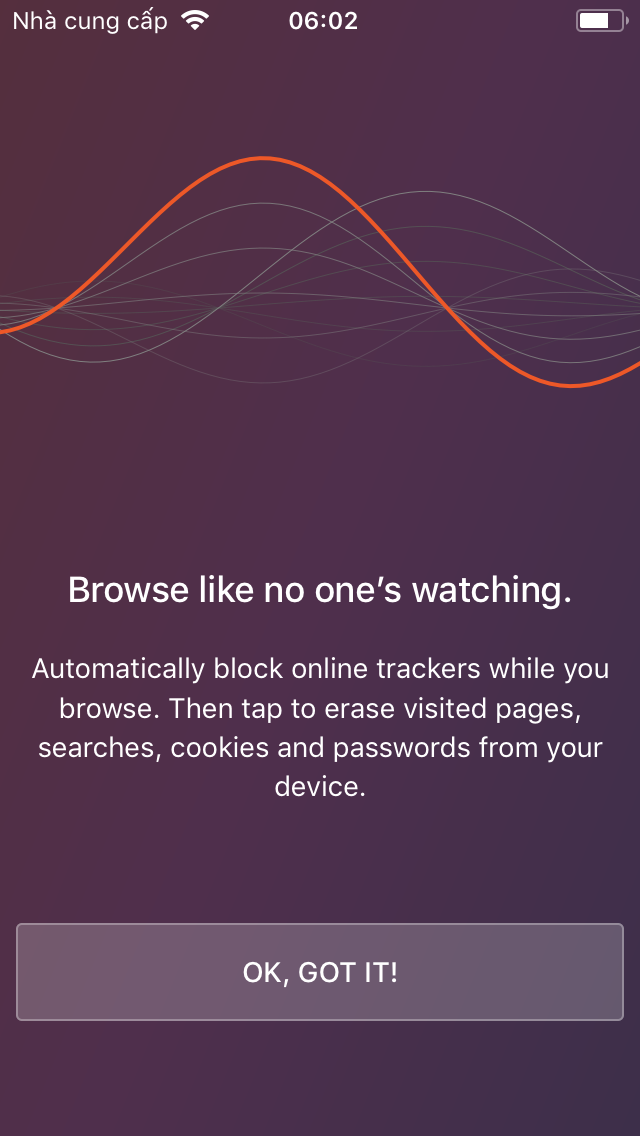 Nhà cung cấp 06:02
Browse like no one’s watching.
Automatically block online trackers while you
browse. Then tap to erase visited pages,
searches, cookies and passwords from your
device.
OK, GOT IT!